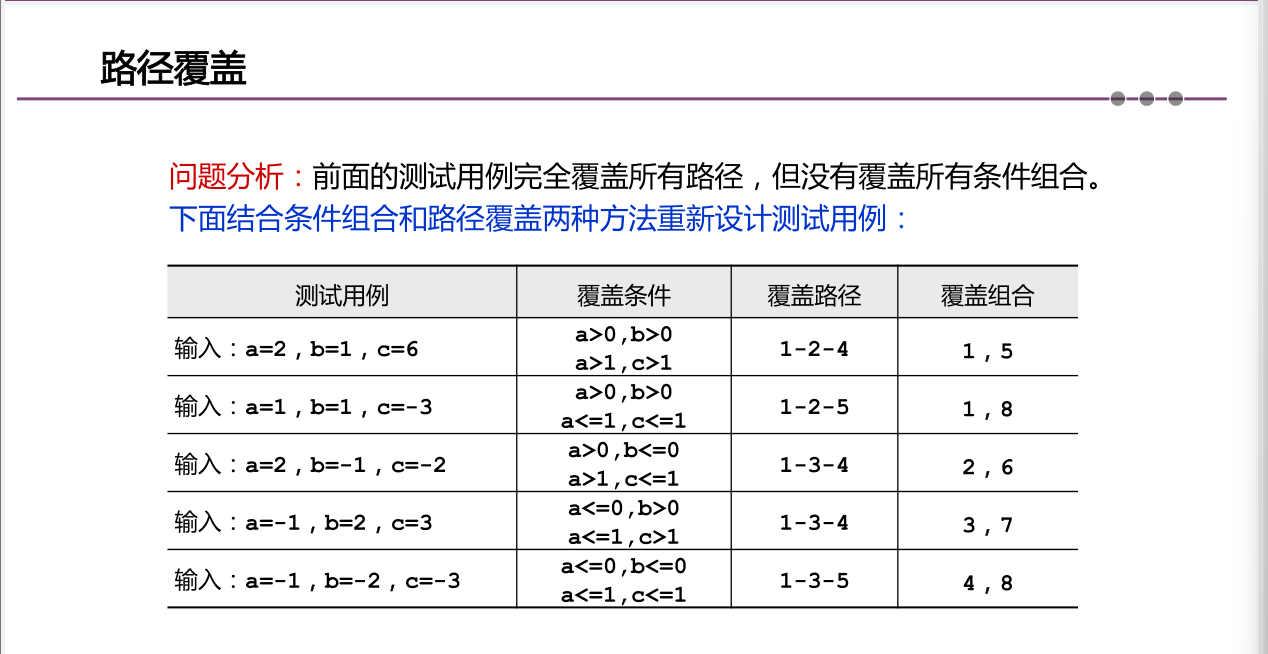 路径覆盖
问题分析：前面的测试用例完全覆盖所有路径，但没有覆盖所有条件组合。
下面结合条件组合和路径覆盖两种方法重新设计测试用例：
测试用例 覆盖条件 覆盖路径 覆盖组合
输入：a=2，b=1，c=6 a>0,b>0 1-2-4 1，5
a>1,c>1
输入：a=1，b=1，c=-3 a>0,b>0 1-2-5 1，8
a<=1,c<=1
输入：a=2，b=-1，c=-2 a>0,b<=0 1-3-4 2，6
a>1,c<=1
输入：a=-1，b=2，c=3 a<=0,b>0 1-3-4 3，7
a<=1,c>1
输入：a=-1，b=-2，c=-3 a<=0,b<=0 1-3-5 4，8
a<=1,c<=1